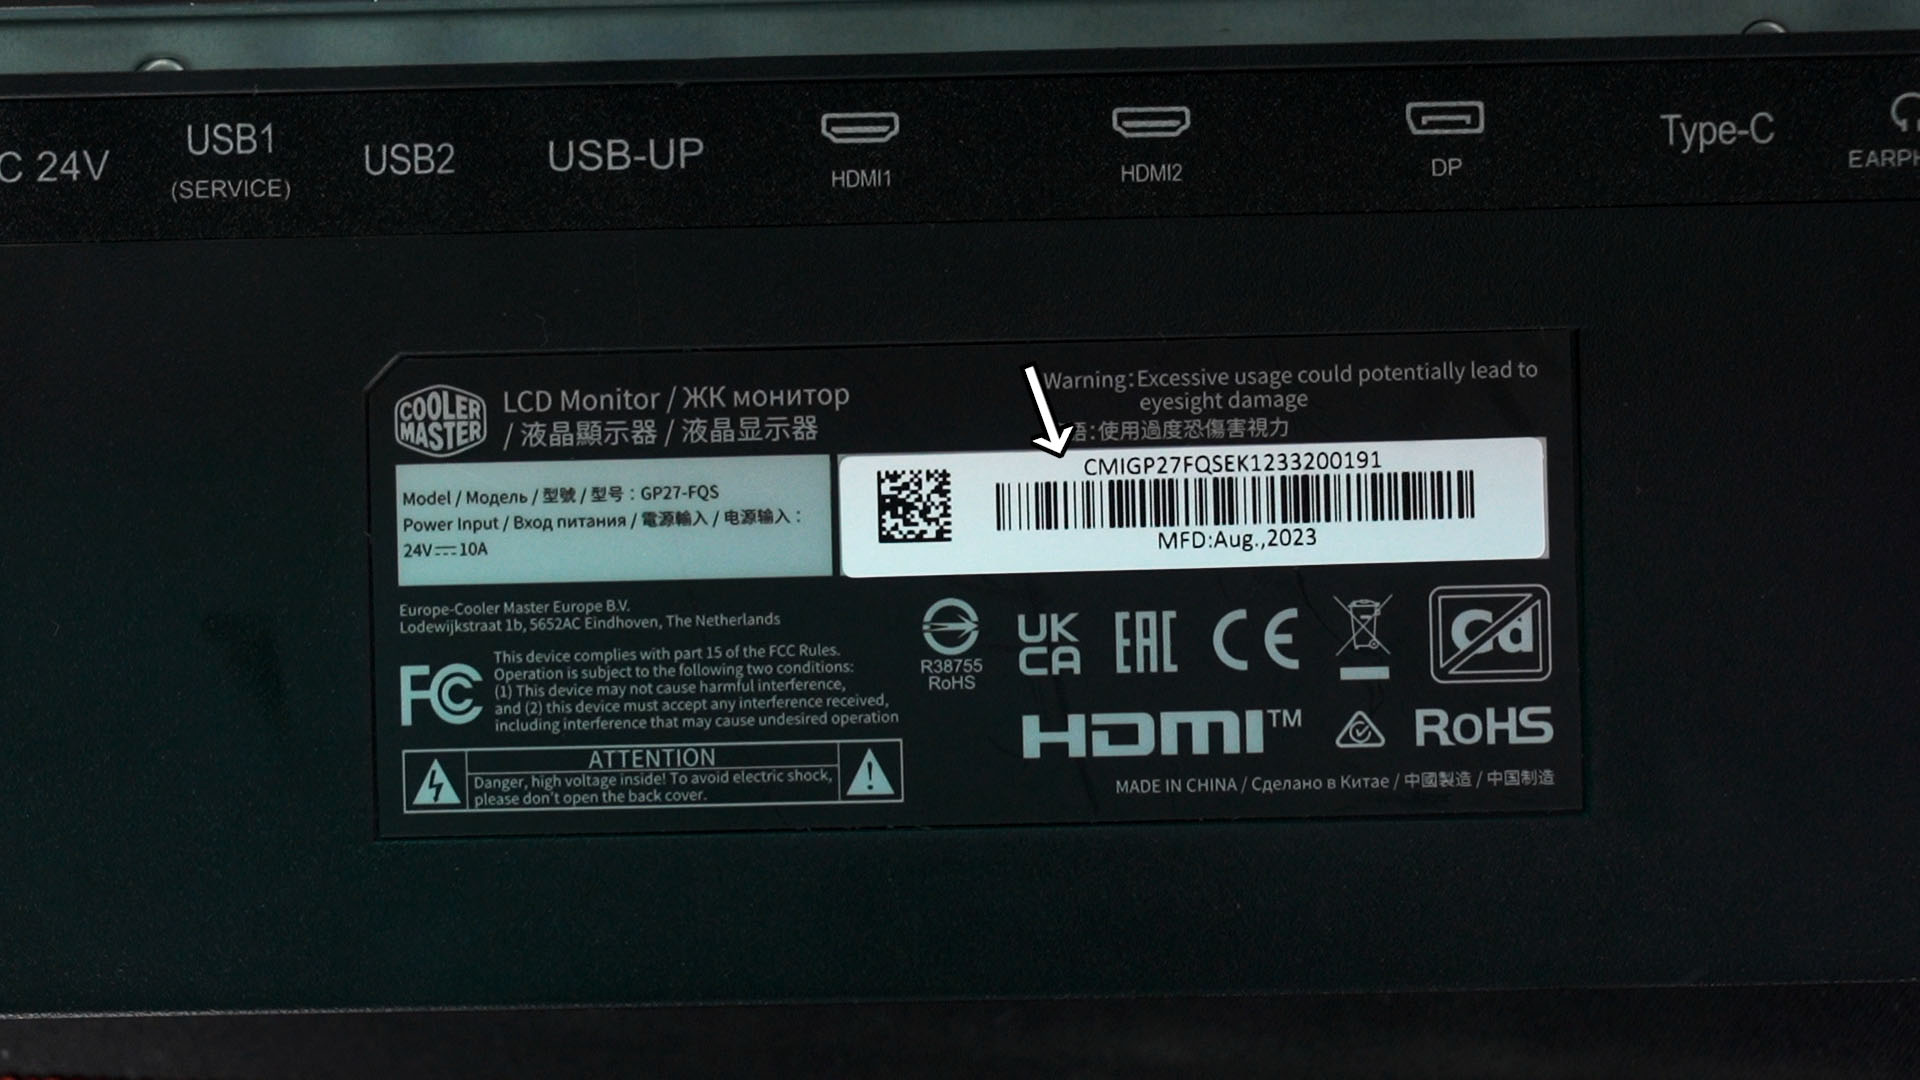 C 24V
USB1
(SERVICE)
USB2
USB-UP
HDMI1
HDMI2
DP
Type-C
COOLER
MASTER
LCD Monitor / ЖК монитор
/ 液晶顯示器 / 液晶显示器
Warning: Excessive usage could potentially lead to
eyesight damage
語: 使用過度恐傷害視力
Model / Модель / 型號 / 型号 : GP27-FQS
Power Input / Вход питания / 電源輸入 / 电源输入 :
24V⎓10A
CMIGP27FQSEK1233200191
MFD:Aug.,2023
Europe-Cooler Master Europe B.V.
Lodewijkstraat 1b, 5652AC Eindhoven, The Netherlands
FC
This device complies with part 15 of the FCC Rules.
Operation is subject to the following two conditions:
(1) This device may not cause harmful interference,
and (2) this device must accept any interference received,
including interference that may cause undesired operation
ATTENTION
Danger, high voltage inside! To avoid electric shock,
please don't open the back cover.
R38755
RoHS
UK
CA
EAC
CE
Cd
HDMI™
RoHS
MADE IN CHINA / Сделано в Китае / 中國製造 / 中国制造